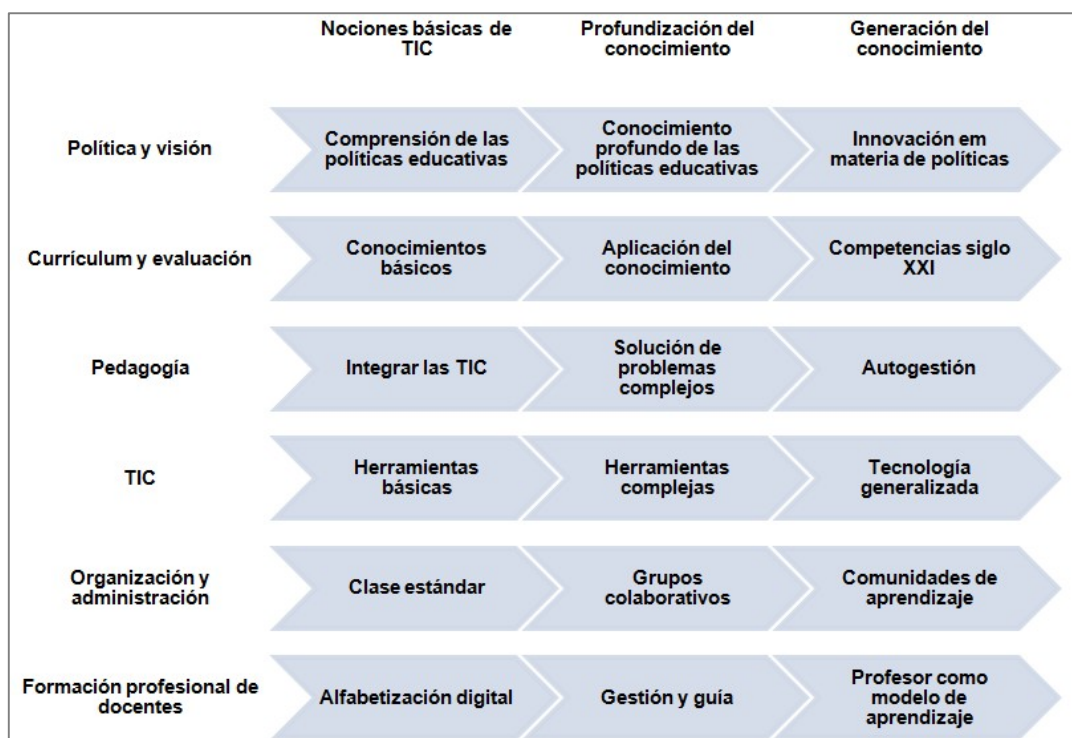 Nociones básicas de
TIC
Profundización del
conocimiento
Generación del
conocimiento
Política y visión
Comprensión de las
políticas educativas
Conocimiento
profundo de las
políticas educativas
Innovación em
materia de políticas
Currículum y evaluación
Conocimientos
básicos
Aplicación del
conocimiento
Competencias siglo
XXI
Pedagogía
Integrar las TIC
Solución de
problemas
complejos
Autogestión
TIC
Herramientas
básicas
Herramientas
complejas
Tecnología
generalizada
Organización y
administración
Clase estándar
Grupos
colaborativos
Comunidades de
aprendizaje
Formación profesional de
docentes
Alfabetización digital
Gestión y guía
Profesor como
modelo de
aprendizaje